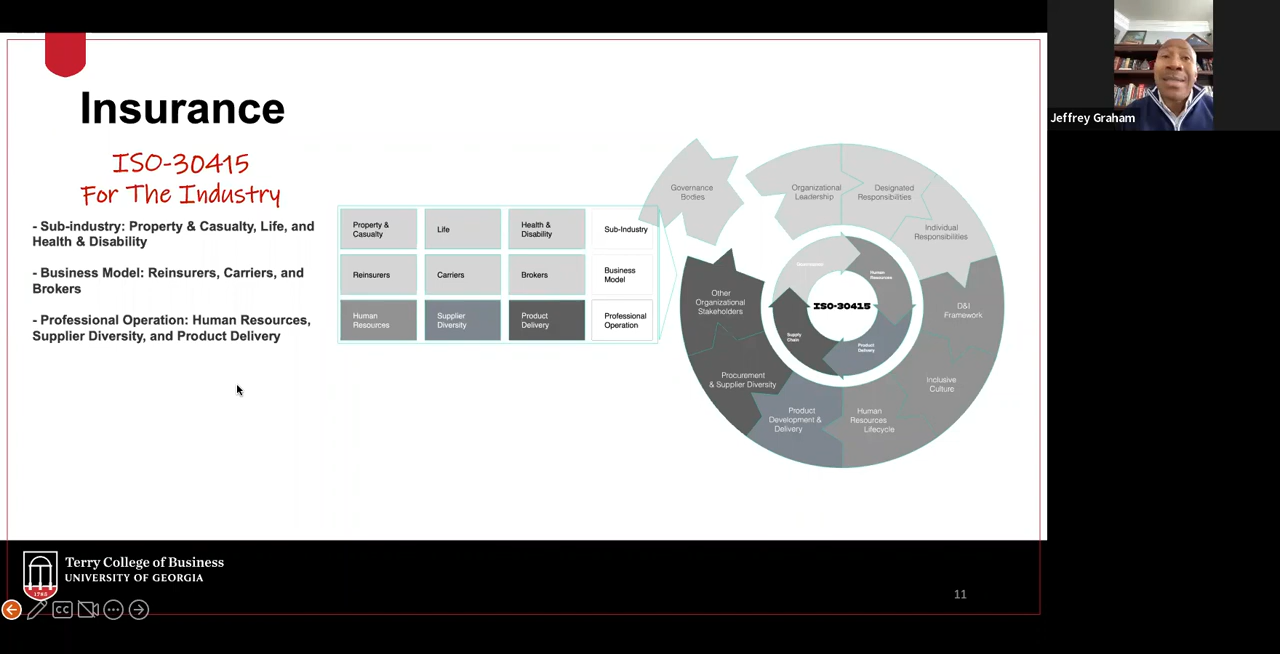 Insurance
ISO-30415
For The Industry
- Sub-industry: Property & Casualty, Life, and
Health & Disability
- Business Model: Reinsurers, Carriers, and
Brokers
- Professional Operation: Human Resources,
Supplier Diversity, and Product Delivery
Property &
Casualty
Life
Health &
Disability
Sub-Industry
Reinsurers
Carriers
Brokers
Business
Model
Human
Resources
Supplier
Diversity
Product
Delivery
Professional
Operation
Governance
Bodies
Organizational
Leadership
Designated
Responsibilities
Individual
Responsibilities
D&I
Framework
Inclusive
Culture
Human
Resources
Lifecycle
Product
Development &
Delivery
Procurement
& Supplier Diversity
Other
Organizational
Stakeholders
Human
Resources
Product
Delivery
Supply
Chain
ISO-30415
Jeffrey Graham
Terry College of Business
UNIVERSITY OF GEORGIA
1785
CC
11